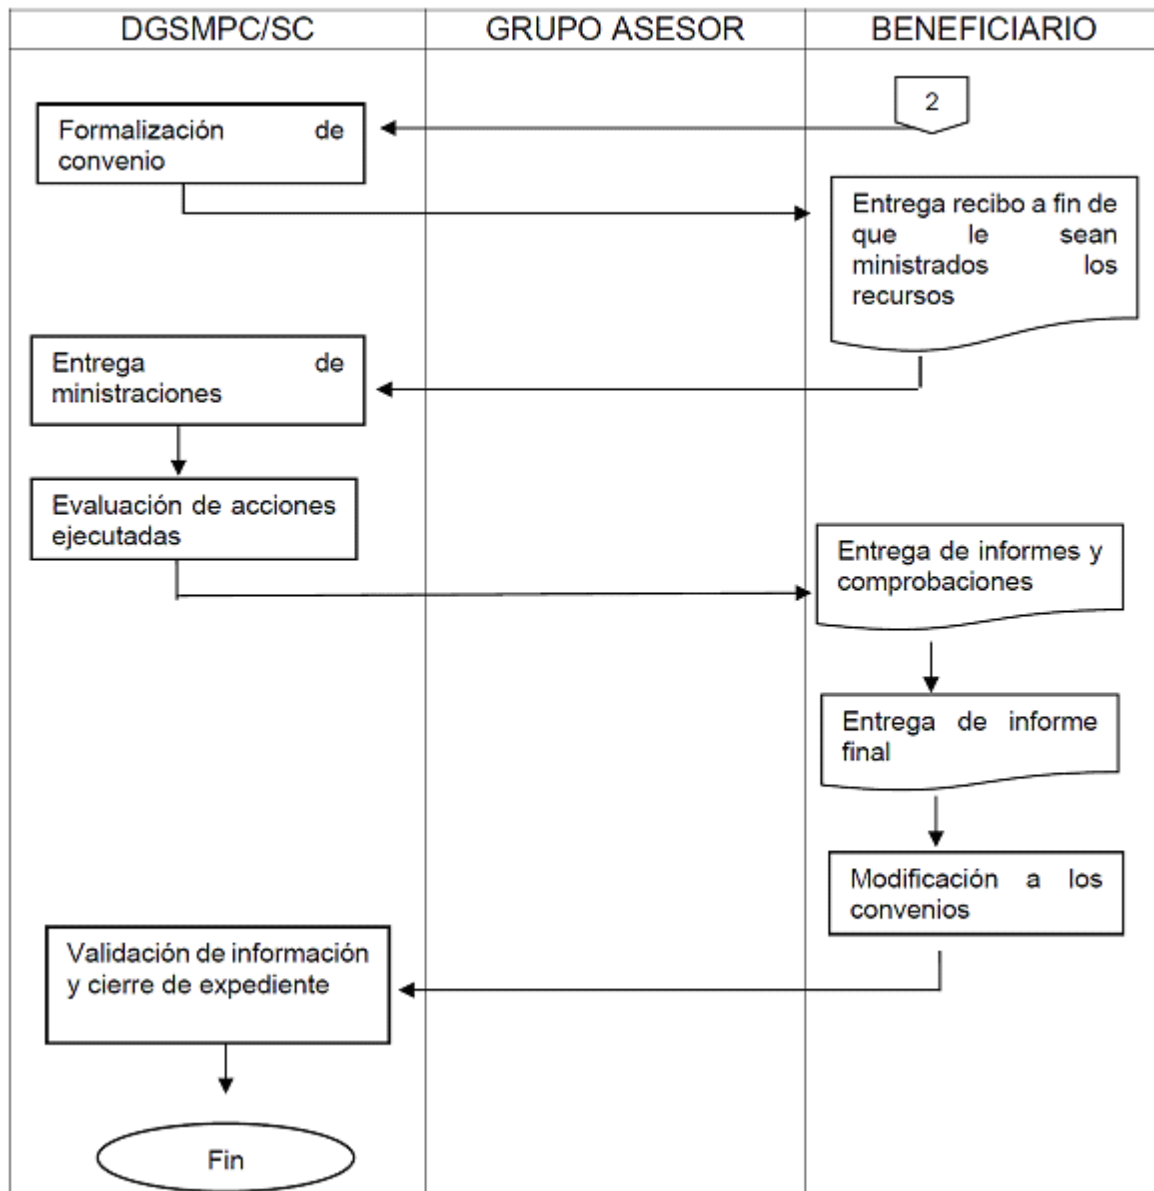 DGSMPC/SC
GRUPO ASESOR
BENEFICIARIO
2
Formalización de
convenio
Entrega recibo a fin de
que le sean
ministrados los
recursos
Entrega de
ministraciones
Evaluación de acciones
ejecutadas
Entrega de informes y
comprobaciones
Entrega de informe
final
Modificación a los
convenios
Validación de información
y cierre de expediente
Fin